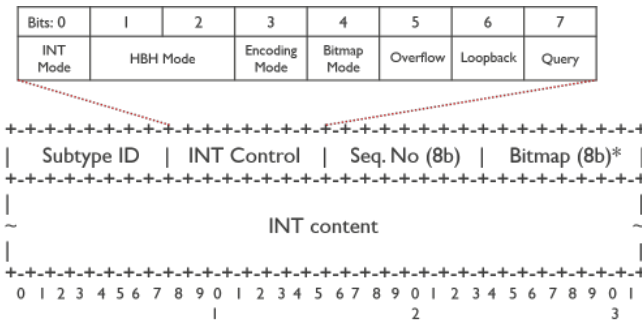 Bits: 0 1 2 3 4 5 6 7
INT Mode HBH Mode Encoding Mode Bitmap Mode Overflow Loopback Query
+-+-+-+-+-+-+-+-+-+-+-+-+-+-+-+-+-+-+-+-+-+-+-+-+-+-+-+-+-+-+-+-+
| Subtype ID | INT Control | Seq. No (8b) | Bitmap (8b)* |
+-+-+-+-+-+-+-+-+-+-+-+-+-+-+-+-+-+-+-+-+-+-+-+-+-+-+-+-+-+-+-+-+
| |
~ INT content ~
| |
+-+-+-+-+-+-+-+-+-+-+-+-+-+-+-+-+-+-+-+-+-+-+-+-+-+-+-+-+-+-+-+-+
0 1 2 3 4 5 6 7 8 9 0 1 2 3 4 5 6 7 8 9 0 1 2 3 4 5 6 7 8 9 0 1
1 2 3